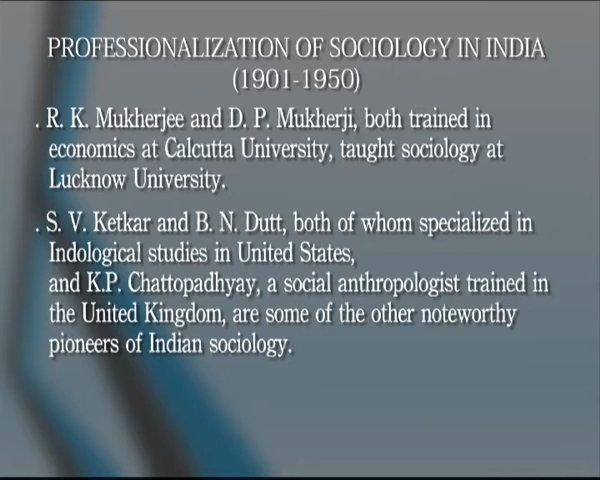 PROFESSIONALIZATION OF SOCIOLOGY IN INDIA
(1901-1950)
. R. K. Mukherjee and D. P. Mukherji, both trained in
economics at Calcutta University, taught sociology at
Lucknow University.
. S. V. Ketkar and B. N. Dutt, both of whom specialized in
Indological studies in United States,
and K.P. Chattopadhyay, a social anthropologist trained in
the United Kingdom, are some of the other noteworthy
pioneers of Indian sociology.